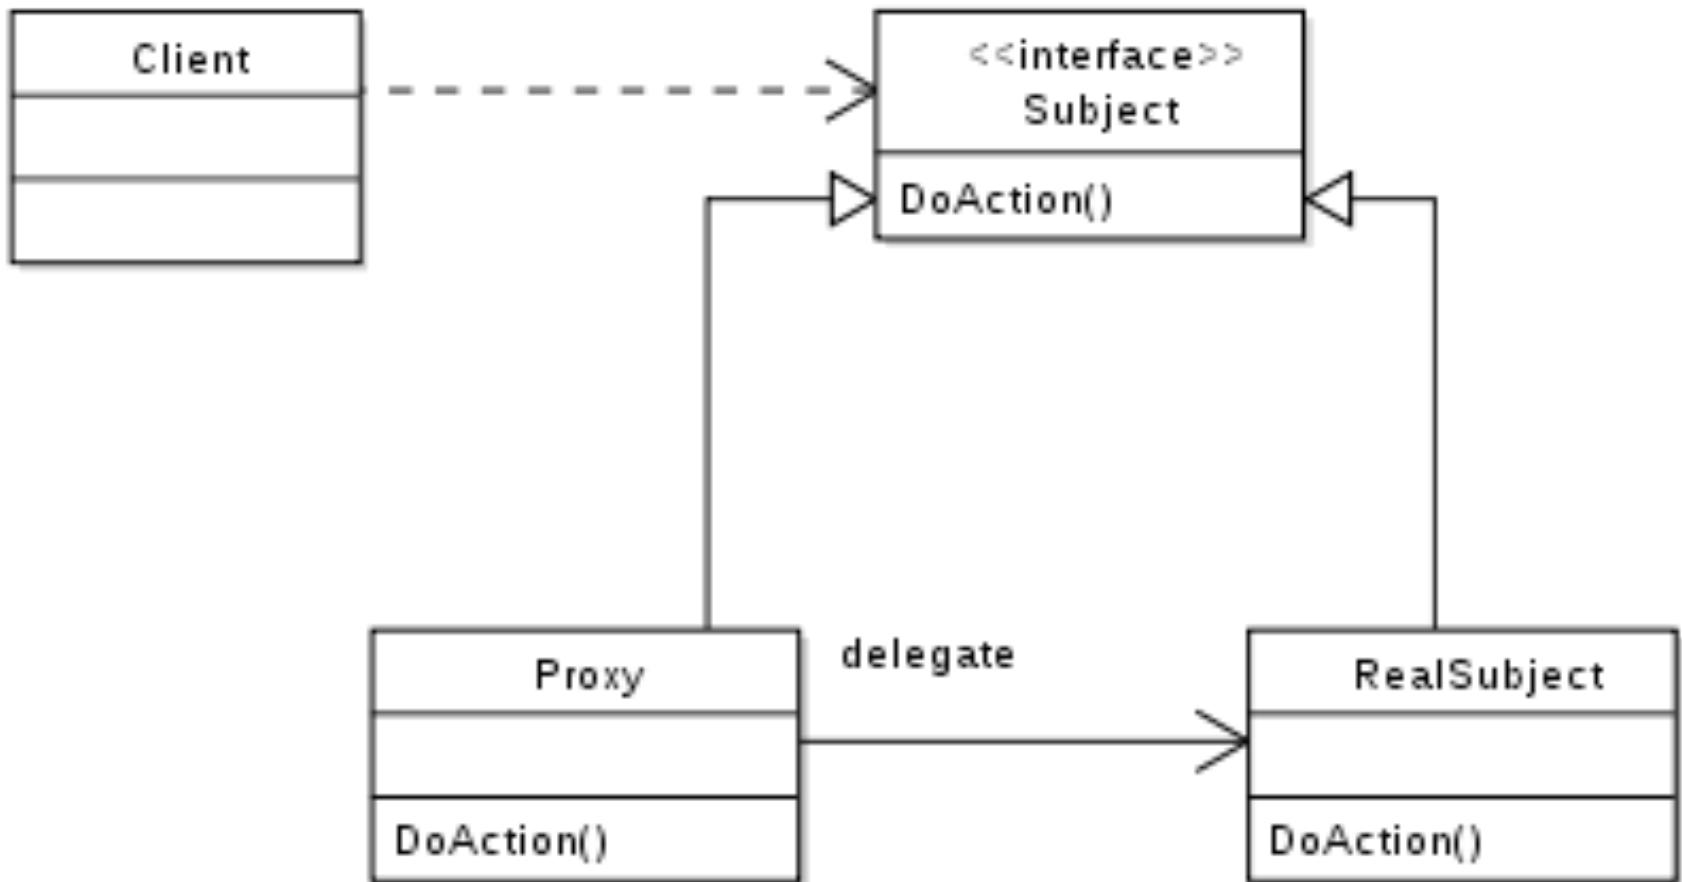 Client
<<interface>>
Subject
DoAction()
delegate
Proxy
RealSubject
DoAction()
DoAction()